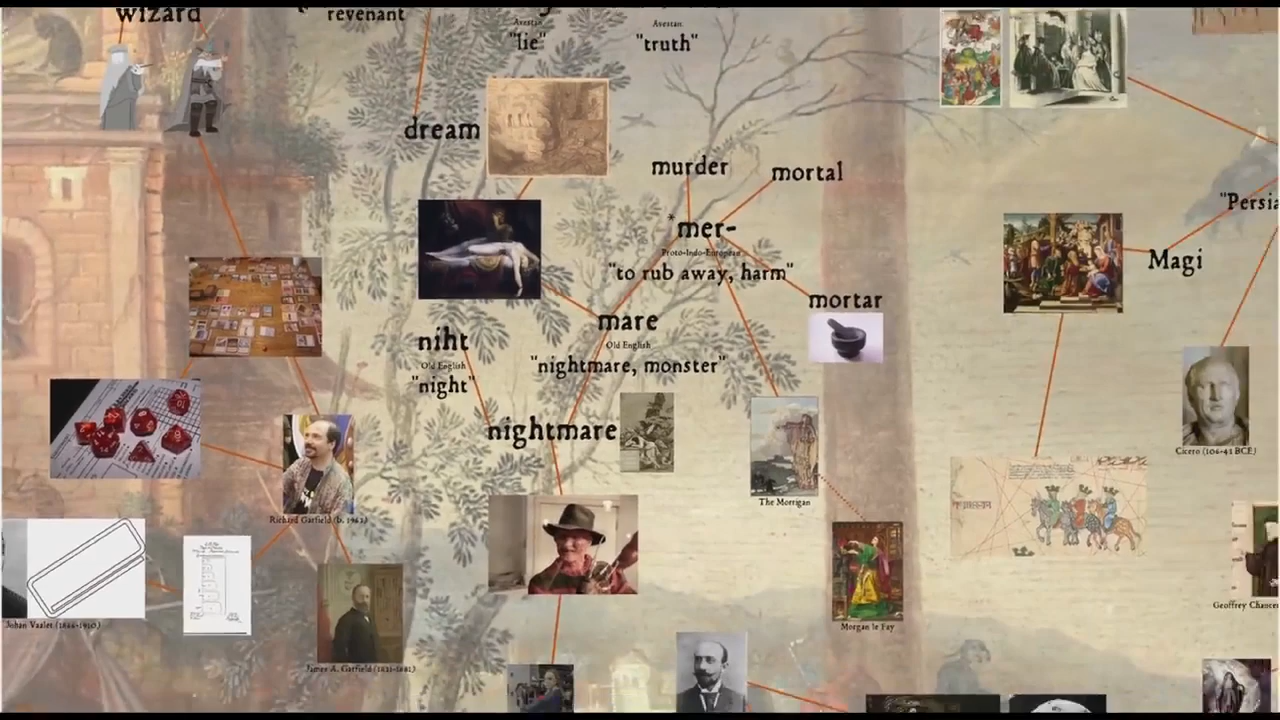 wizard
revenant
Avestan
"lie"
Avestan
"truth"
dream
murder
mortal
*mer-
Proto-Indo-European
"to rub away, harm"
"Persia
Magi
mortar
mare
Old English
"nightmare, monster"
niht
Old English
"night"
nightmare
Cicero (106-43 BCE)
The Morrigan
Richard Garfield (b. 1963)
Geoffrey Chaucer
Morgan le Fay
Johan Vaaler (1866-1910)
James A. Garfield (1831-1881)